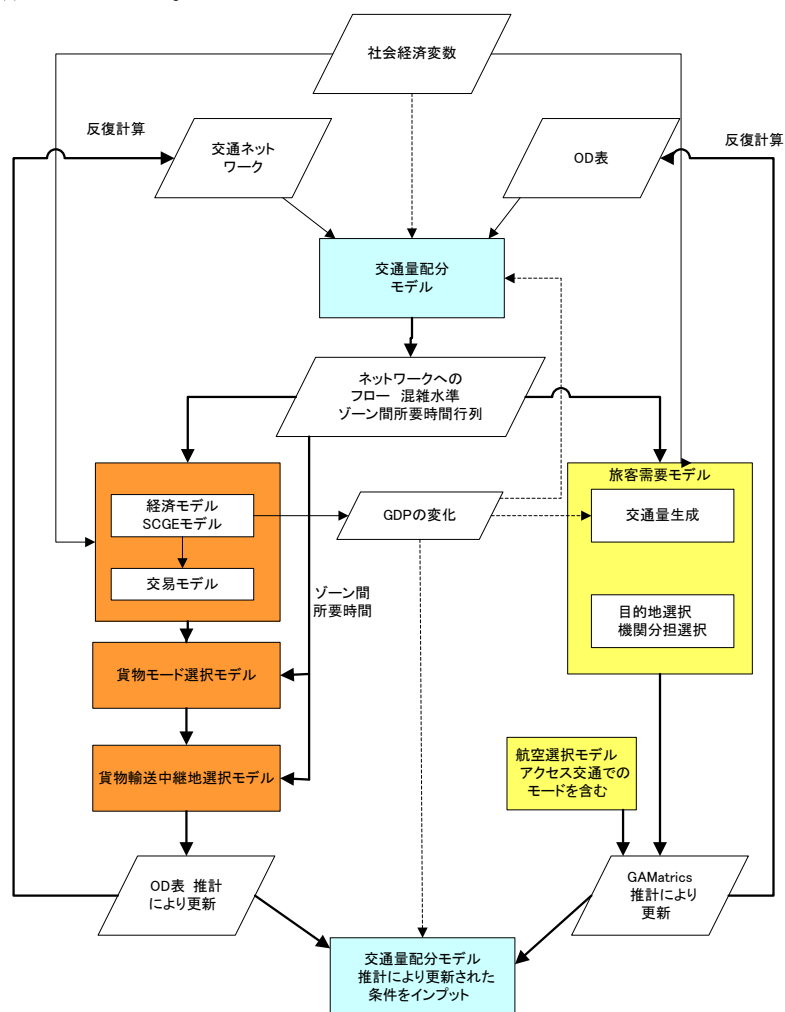 社会経済変数
反復計算
交通ネット
ワーク
OD表
反復計算
交通量配分
モデル
ネットワークへの
フロー 混雑水準
ゾーン間所要時間行列
経済モデル
SCGEモデル
交易モデル
GDPの変化
旅客需要モデル
交通量生成
目的地選択
機関分担選択
ゾーン間
所要時間
貨物モード選択モデル
貨物輸送中継地選択モデル
航空選択モデル
アクセス交通での
モードを含む
OD表 推計
により更新
GAMatrics
推計により
更新
交通量配分モデル
推計により更新された
条件をインプット